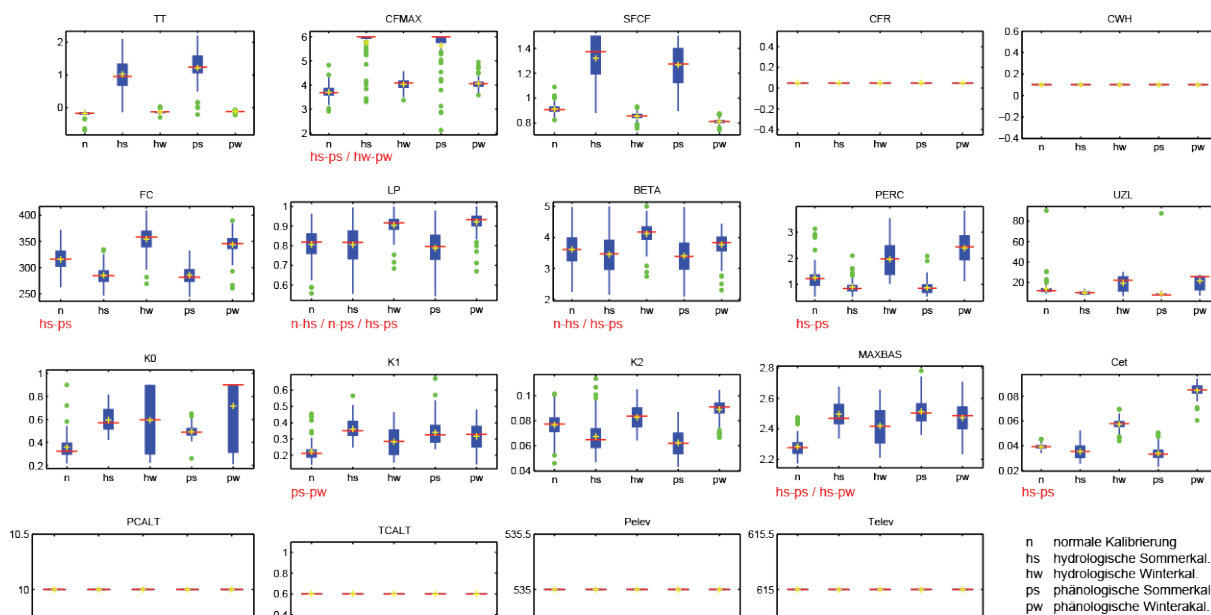 TT CFMAX SFCF CFR CWH
2 6 1.4 0.4 0.6
1 5 1.2 0.2 0.4
0 4 1 0 0.2
3 0.8 −0.2 0
2 −0.4 −0.2
−0.4
n hs hw ps pw n hs hw ps pw n hs hw ps pw n hs hw ps pw n hs hw ps pw
hs-ps / hw-pw
FC LP BETA PERC UZL
400 1 5 3 80
350 0.9 4 2 60
300 0.8 3 1 40
250 0.7 2 20
0.6
n hs hw ps pw n hs hw ps pw n hs hw ps pw n hs hw ps pw n hs hw ps pw
hs-ps n-hs / n-ps / hs-ps n-hs / hs-ps hs-ps
K0 K1 K2 MAXBAS Cet
1 0.6 0.1 2.8 0.1
0.8 0.5 0.08 2.6 0.08
0.6 0.4 0.06 2.4 0.06
0.4 0.3 0.04 2.2 0.04
0.2 0.2 0.02
n hs hw ps pw n hs hw ps pw n hs hw ps pw n hs hw ps pw n hs hw ps pw
ps-pw hs-ps / hs-pw hs-ps
PCALT TCALT Pelev Telev
10.5 1 535.5 615.5
10 0.8 535 615
0.6
0.4
n normale Kalibrierung
hs hydrologische Sommerkal.
hw hydrologische Winterkal.
ps phänologische Sommerkal.
pw phänologische Winterakal.